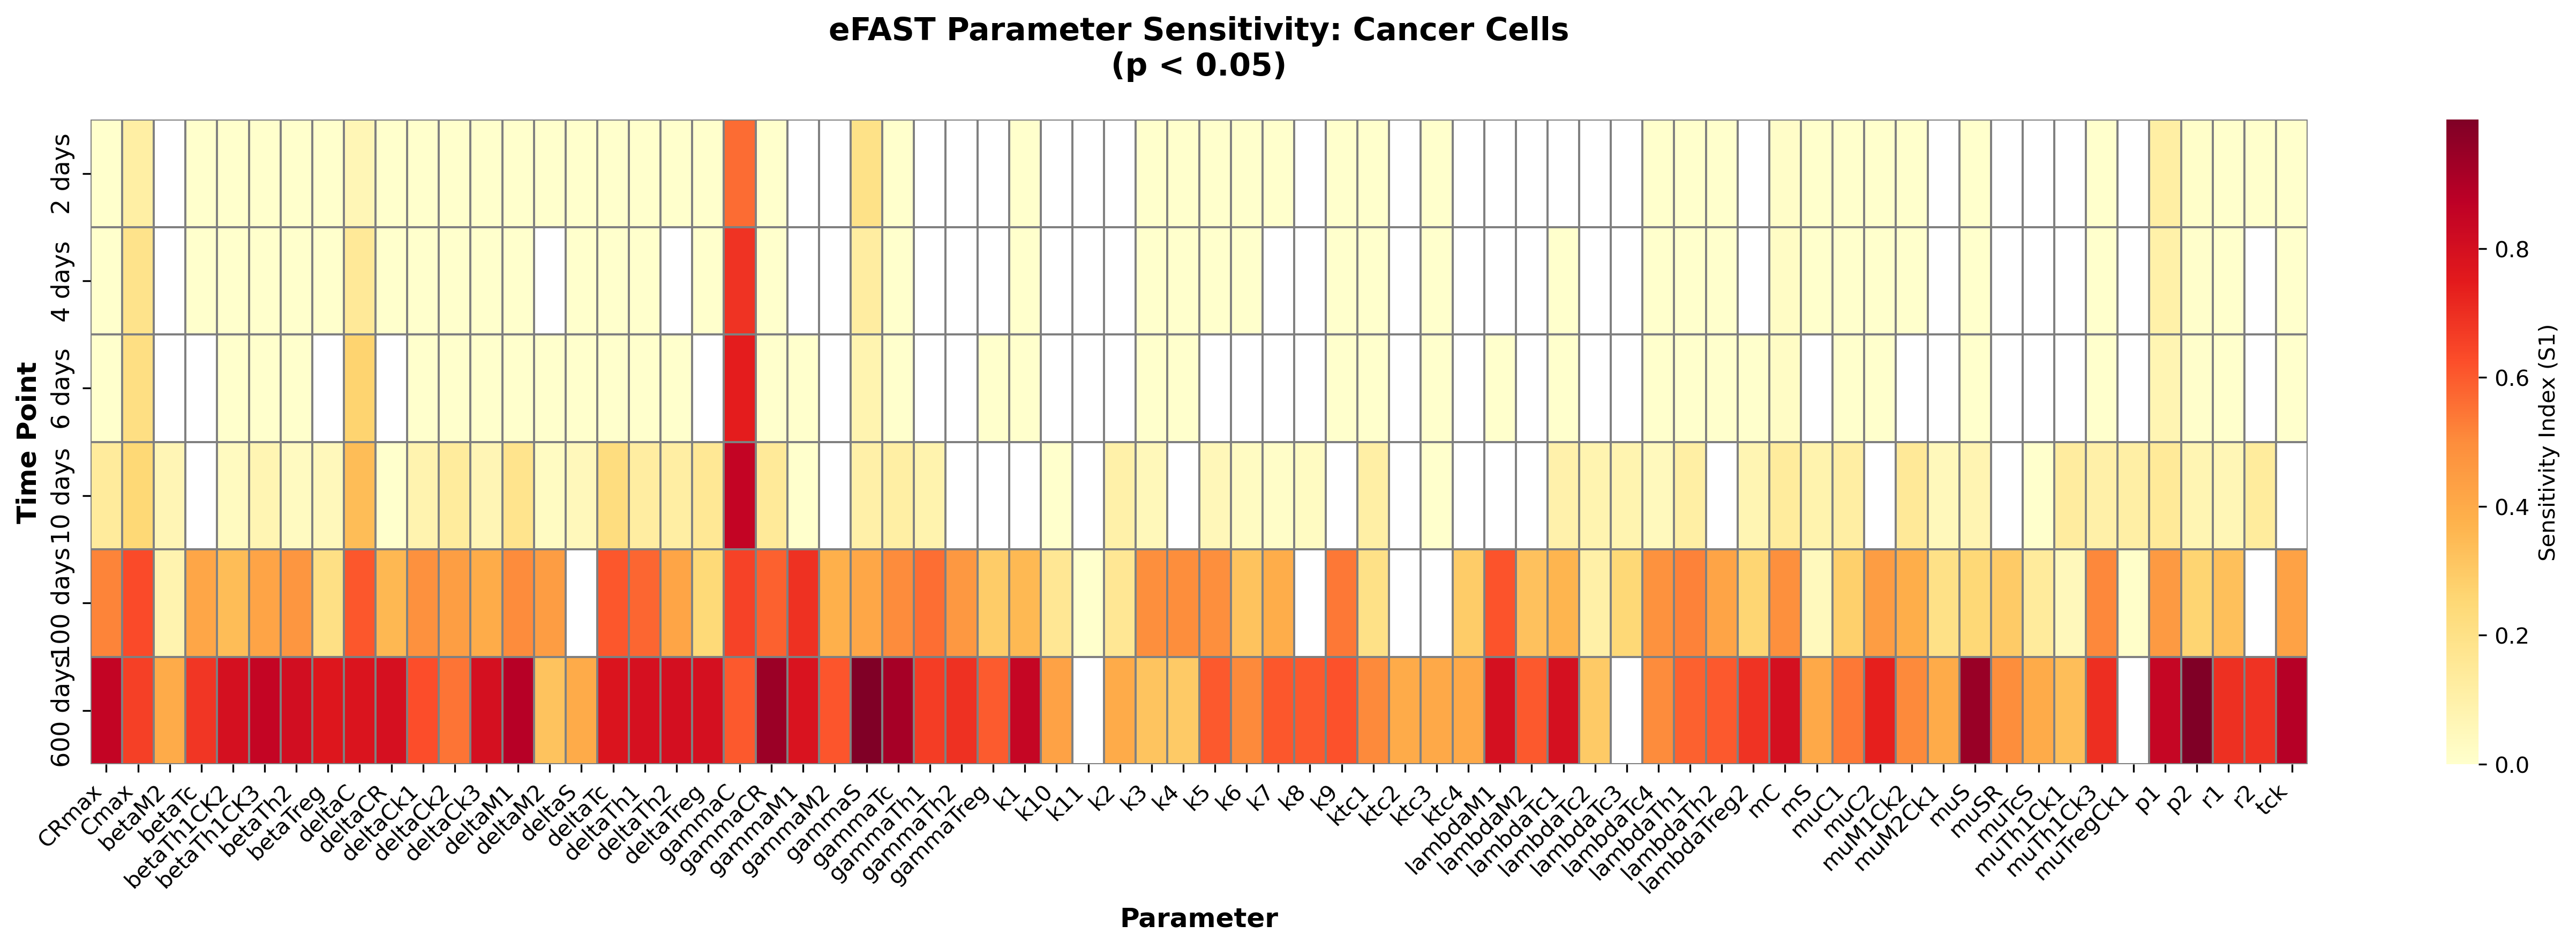 eFAST Parameter Sensitivity: Cancer Cells
(p < 0.05)
Time Point
2 days
4 days
6 days
10 days
100 days
600 days
CRmax
Cmax
betaM2
betaTc
betaTh1CK2
betaTh1CK3
betaTh2
betaTreg
deltaC
deltaCR
deltaCk1
deltaCk2
deltaCk3
deltaM1
deltaM2
deltaS
deltaTc
deltaTh1
deltaTh2
deltaTreg
gammaC
gammaCR
gammaM1
gammaM2
gammaS
gammaTc
gammaTh1
gammaTh2
gammaTreg
k1
k10
k11
k2
k3
k4
k5
k6
k7
k8
k9
ktc1
ktc2
ktc3
ktc4
lambdaM1
lambdaM2
lambdaTc1
lambdaTc2
lambdaTc3
lambdaTc4
lambdaTh1
lambdaTh2
lambdaTreg2
mC
mS
muC1
muC2
muM1Ck2
muM2Ck1
muS
muSR
muTcS
muTh1Ck1
muTh1Ck3
muTregCk1
p1
p2
r1
r2
tck
Parameter
0.8
0.6
0.4
0.2
0.0
Sensitivity Index (S1)